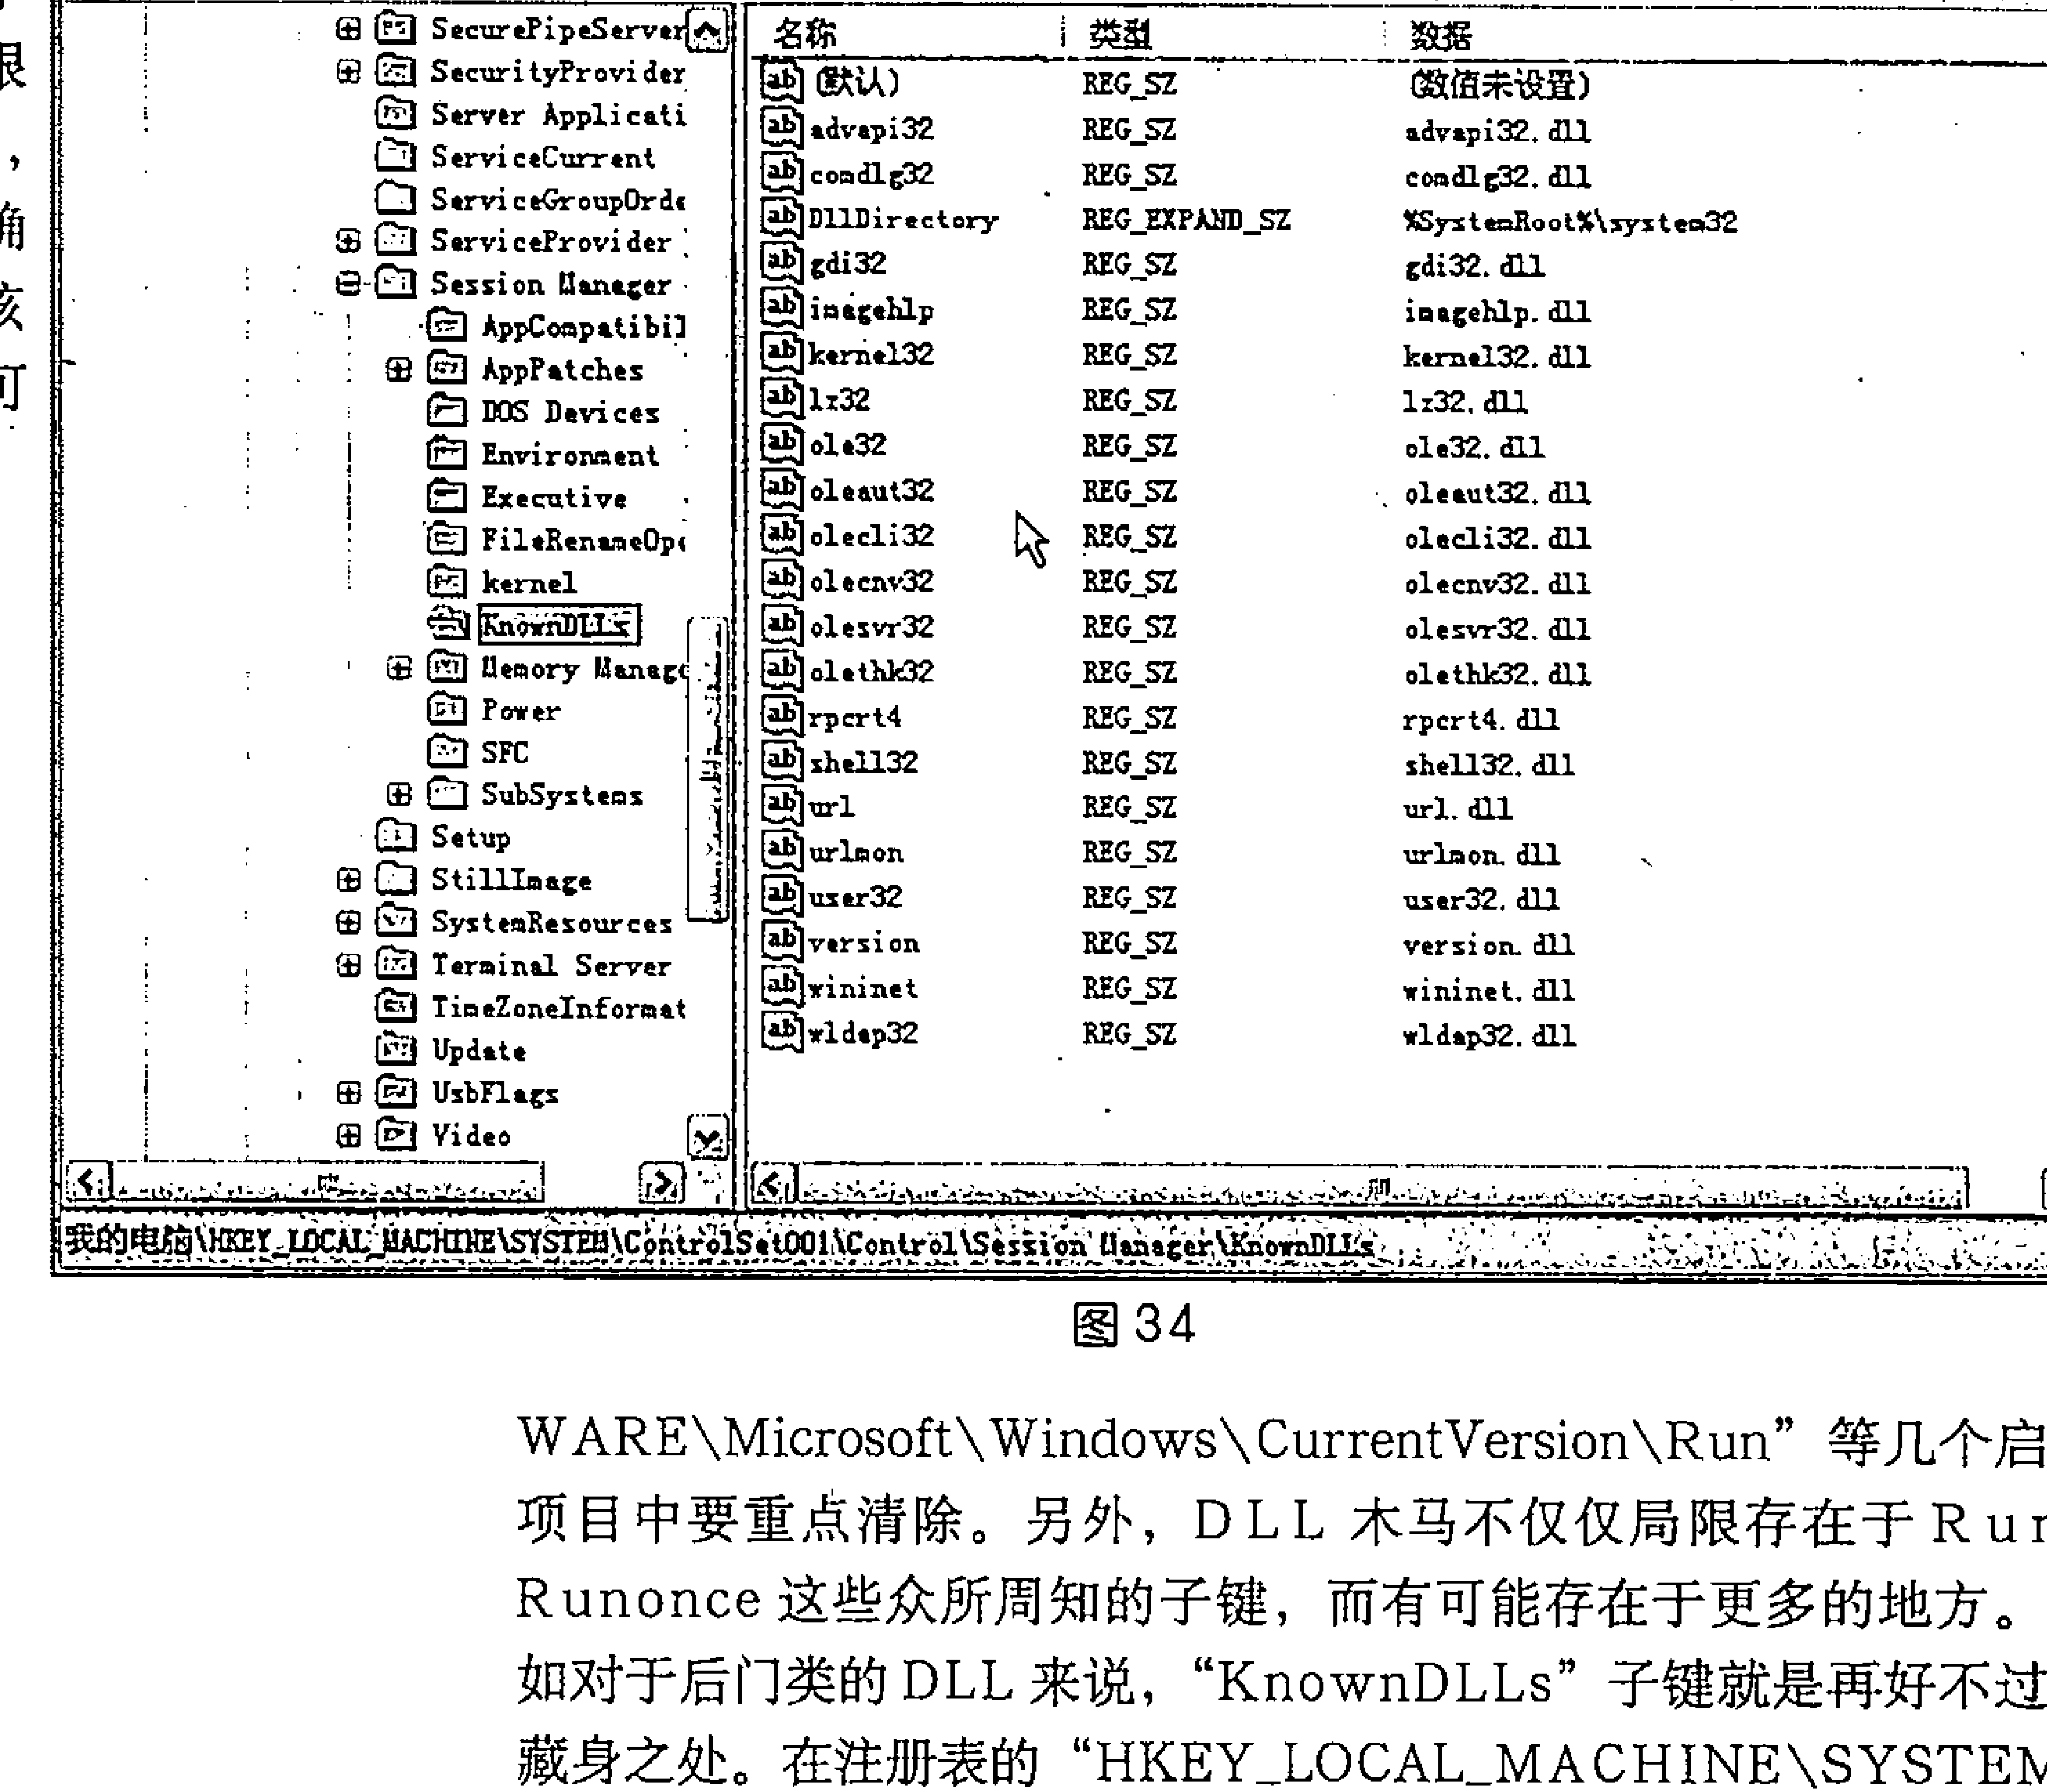 限
，
确
该
可
SecurePipeServer
SecurityProvider
Server Applicati
ServiceCurrent
ServiceGroupOrde
ServiceProvider
Session Manager
AppCompatibil
AppPatches
DOS Devices
Environment
Executive
FileRenameOpe
kernel
KnownDLLs
Memory Manage
Power
SFC
SubSystems
Setup
StillImage
SystemResources
Terminal Server
TimeZoneInformat
Update
UsbFlags
Video
名称 类型 数据
(默认) REG_SZ (数值未设置)
advapi32 REG_SZ advapi32.dll
comdlg32 REG_SZ comdlg32.dll
DllDirectory REG_EXPAND_SZ %SystemRoot%\system32
gdi32 REG_SZ gdi32.dll
imagehlp REG_SZ imagehlp.dll
kernel32 REG_SZ kernel32.dll
lz32 REG_SZ lz32.dll
ole32 REG_SZ ole32.dll
oleaut32 REG_SZ oleaut32.dll
olecli32 REG_SZ olecli32.dll
olecnv32 REG_SZ olecnv32.dll
olesvr32 REG_SZ olesvr32.dll
olethk32 REG_SZ olethk32.dll
rpcrt4 REG_SZ rpcrt4.dll
shell32 REG_SZ shell32.dll
url REG_SZ url.dll
urlmon REG_SZ urlmon.dll
user32 REG_SZ user32.dll
version REG_SZ version.dll
wininet REG_SZ wininet.dll
wldap32 REG_SZ wldap32.dll
我的电脑\HKEY_LOCAL_MACHINE\SYSTEM\ControlSet001\Control\Session Manager\KnownDLLs
图 34
WARE\Microsoft\Windows\CurrentVersion\Run”等几个启
项目中要重点清除。另外，DLL 木马不仅仅局限存在于 Run
Runonce 这些众所周知的子键，而有可能存在于更多的地方。
如对于后门类的 DLL 来说，“KnownDLLs”子键就是再好不过
藏身之处。在注册表的“HKEY_LOCAL_MACHINE\SYSTEM